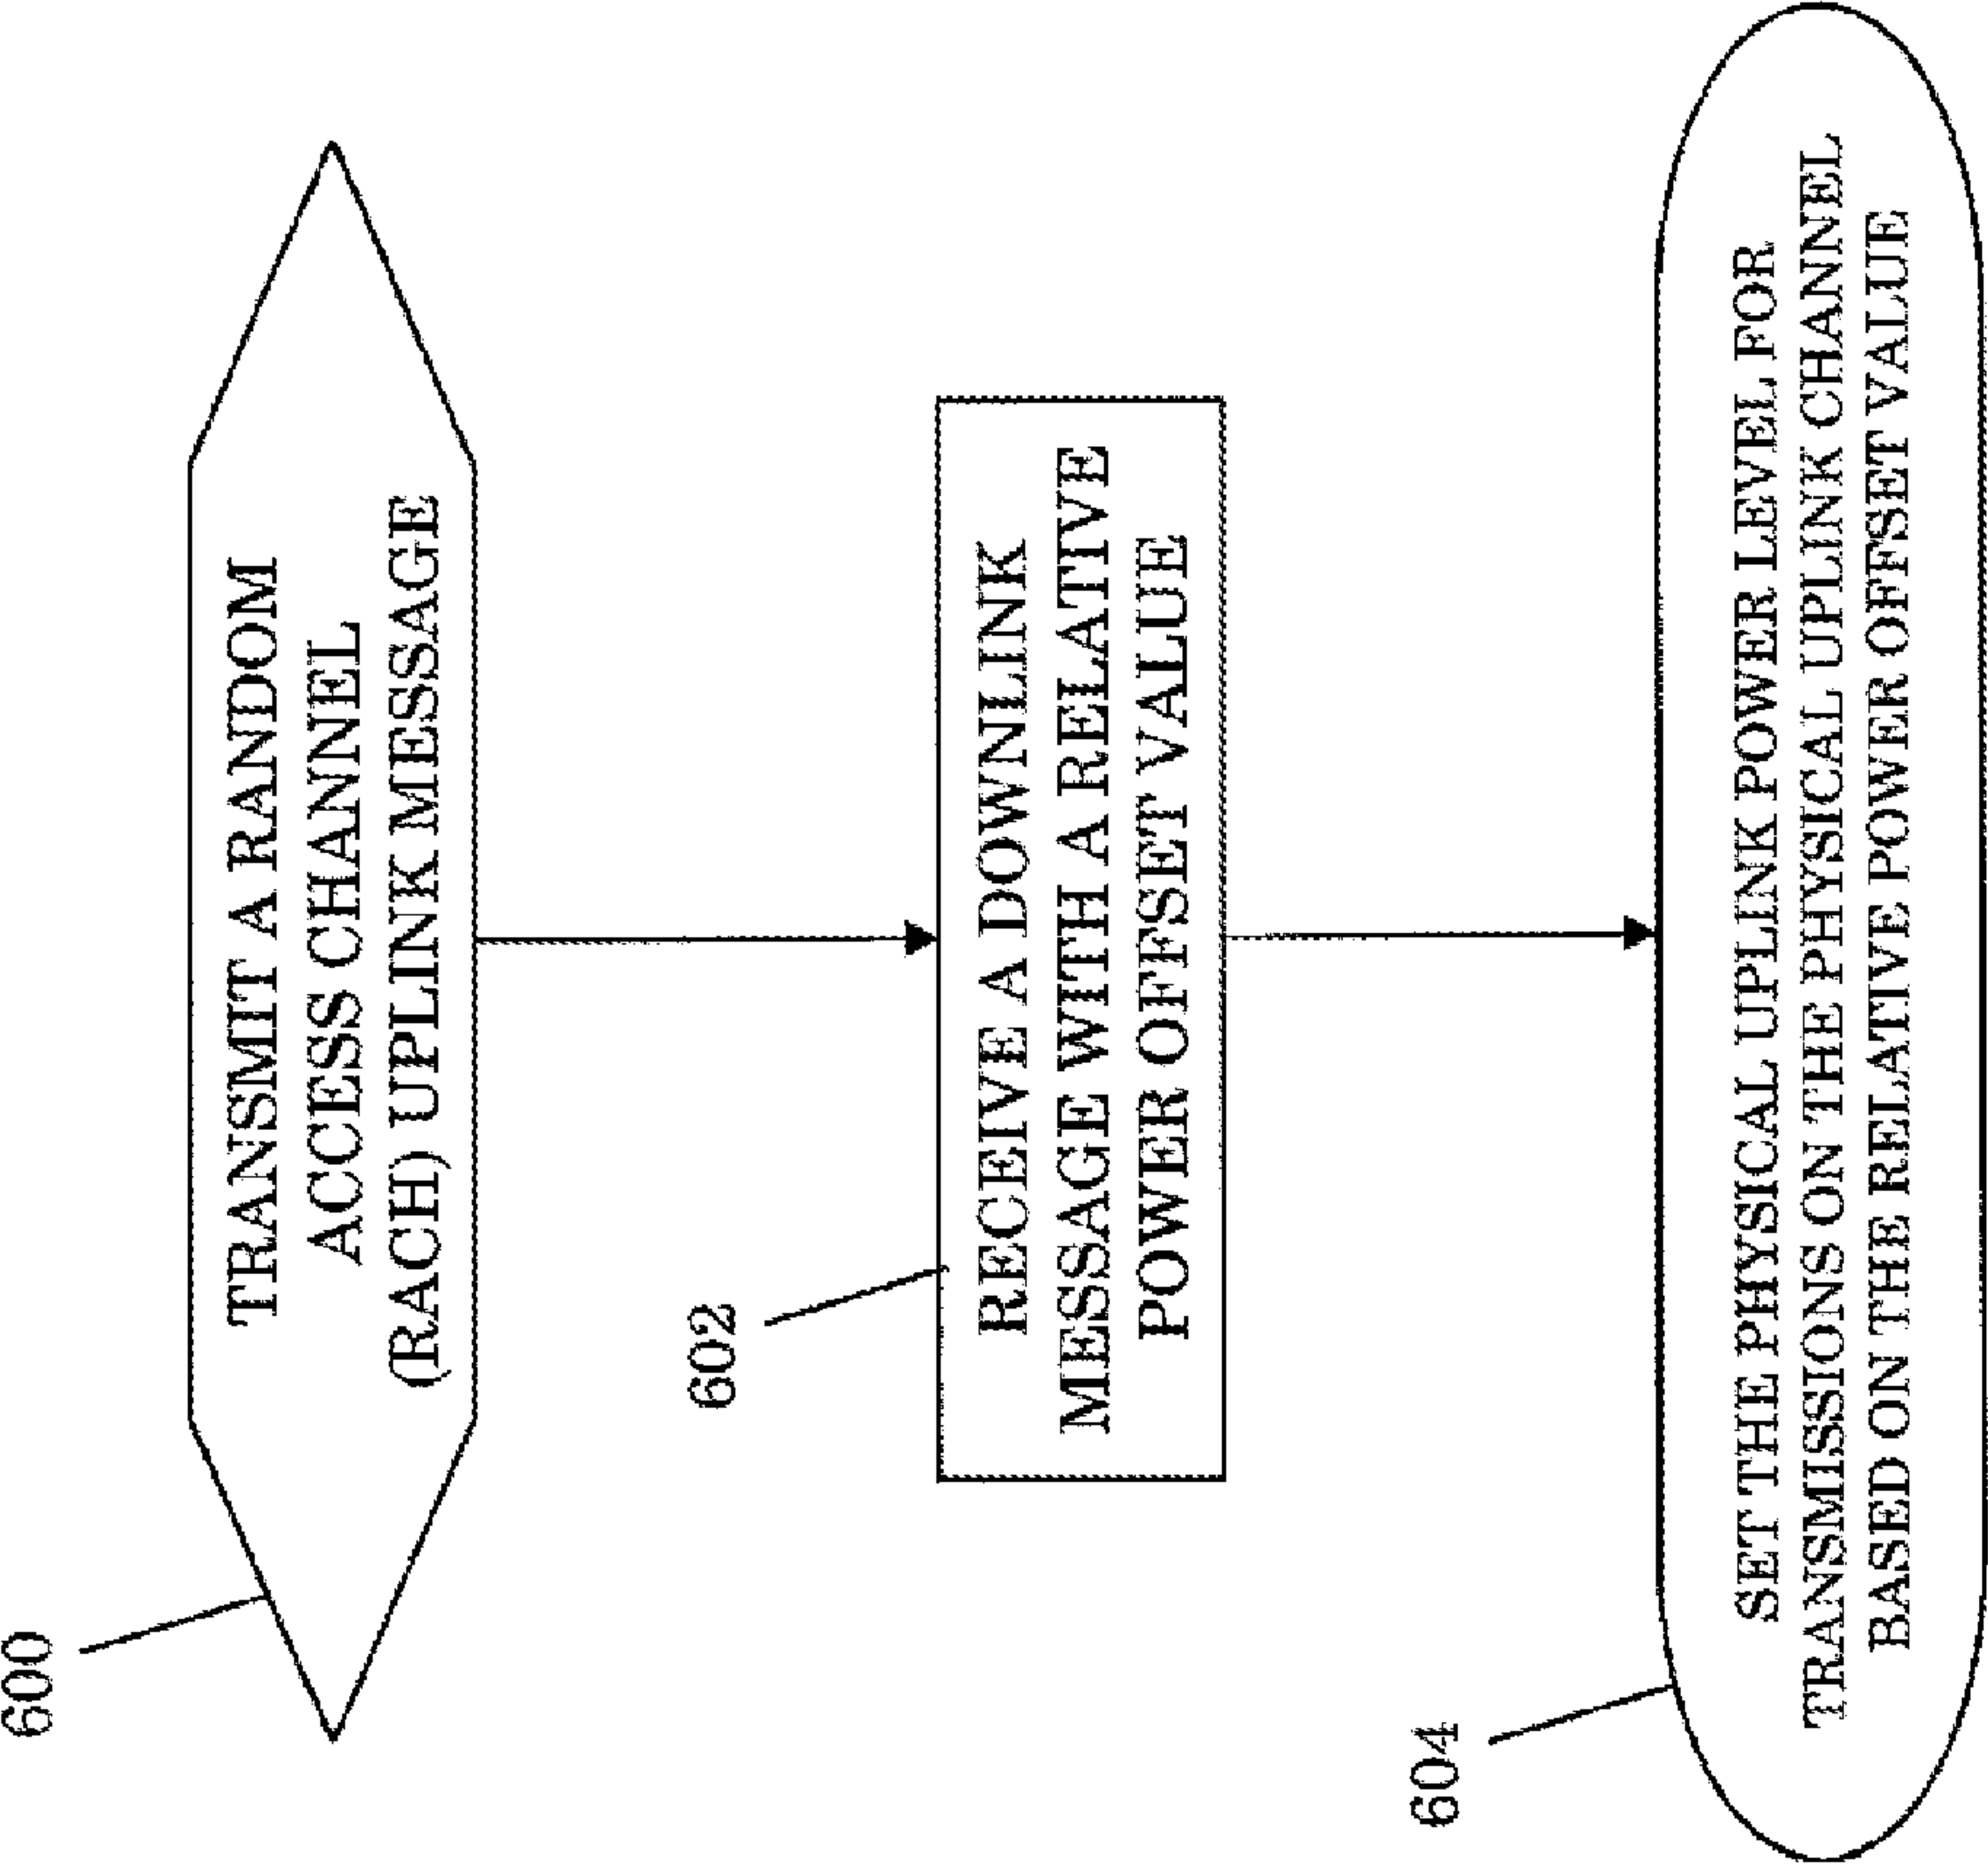 600
TRANSMIT A RANDOM
ACCESS CHANNEL
(RACH) UPLINK MESSAGE
602
RECEIVE A DOWNLINK
MESSAGE WITH A RELATIVE
POWER OFFSET VALUE
604
SET THE PHYSICAL UPLINK POWER LEVEL FOR
TRANSMISSIONS ON THE PHYSICAL UPLINK CHANNEL
BASED ON THE RELATIVE POWER OFFSET VALUE